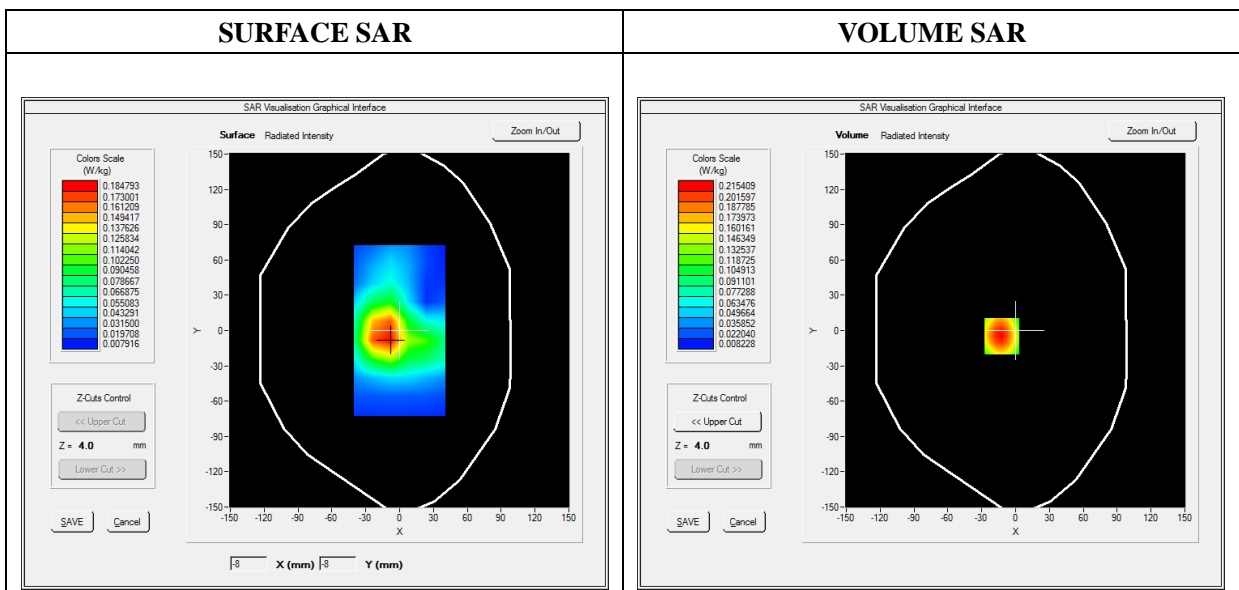 SURFACE SAR
VOLUME SAR
SAR Visualisation Graphical Interface
Surface Radiated Intensity
Zoom In/Out
Colors Scale
(W/kg)
0.184793
0.173001
0.161209
0.149417
0.137626
0.125834
0.114042
0.102250
0.090458
0.078667
0.066875
0.055083
0.043291
0.031500
0.019708
0.007916
Z-Cuts Control
<< Upper Cut
Z = 4.0 mm
Lower Cut >>
SAVE Cancel
150
120
90
60
30
0
-30
-60
-90
-120
-150
Y
-150 -120 -90 -60 -30 0 30 60 90 120 150
X
-8 X (mm) -8 Y (mm)
SAR Visualisation Graphical Interface
Volume Radiated Intensity
Zoom In/Out
Colors Scale
(W/kg)
0.215409
0.201597
0.187785
0.173973
0.160161
0.146349
0.132537
0.118725
0.104913
0.091101
0.077288
0.063476
0.049664
0.035852
0.022040
0.008228
Z-Cuts Control
<< Upper Cut
Z = 4.0 mm
Lower Cut >>
SAVE Cancel
150
120
90
60
30
0
-30
-60
-90
-120
-150
Y
-150 -120 -90 -60 -30 0 30 60 90 120 150
X